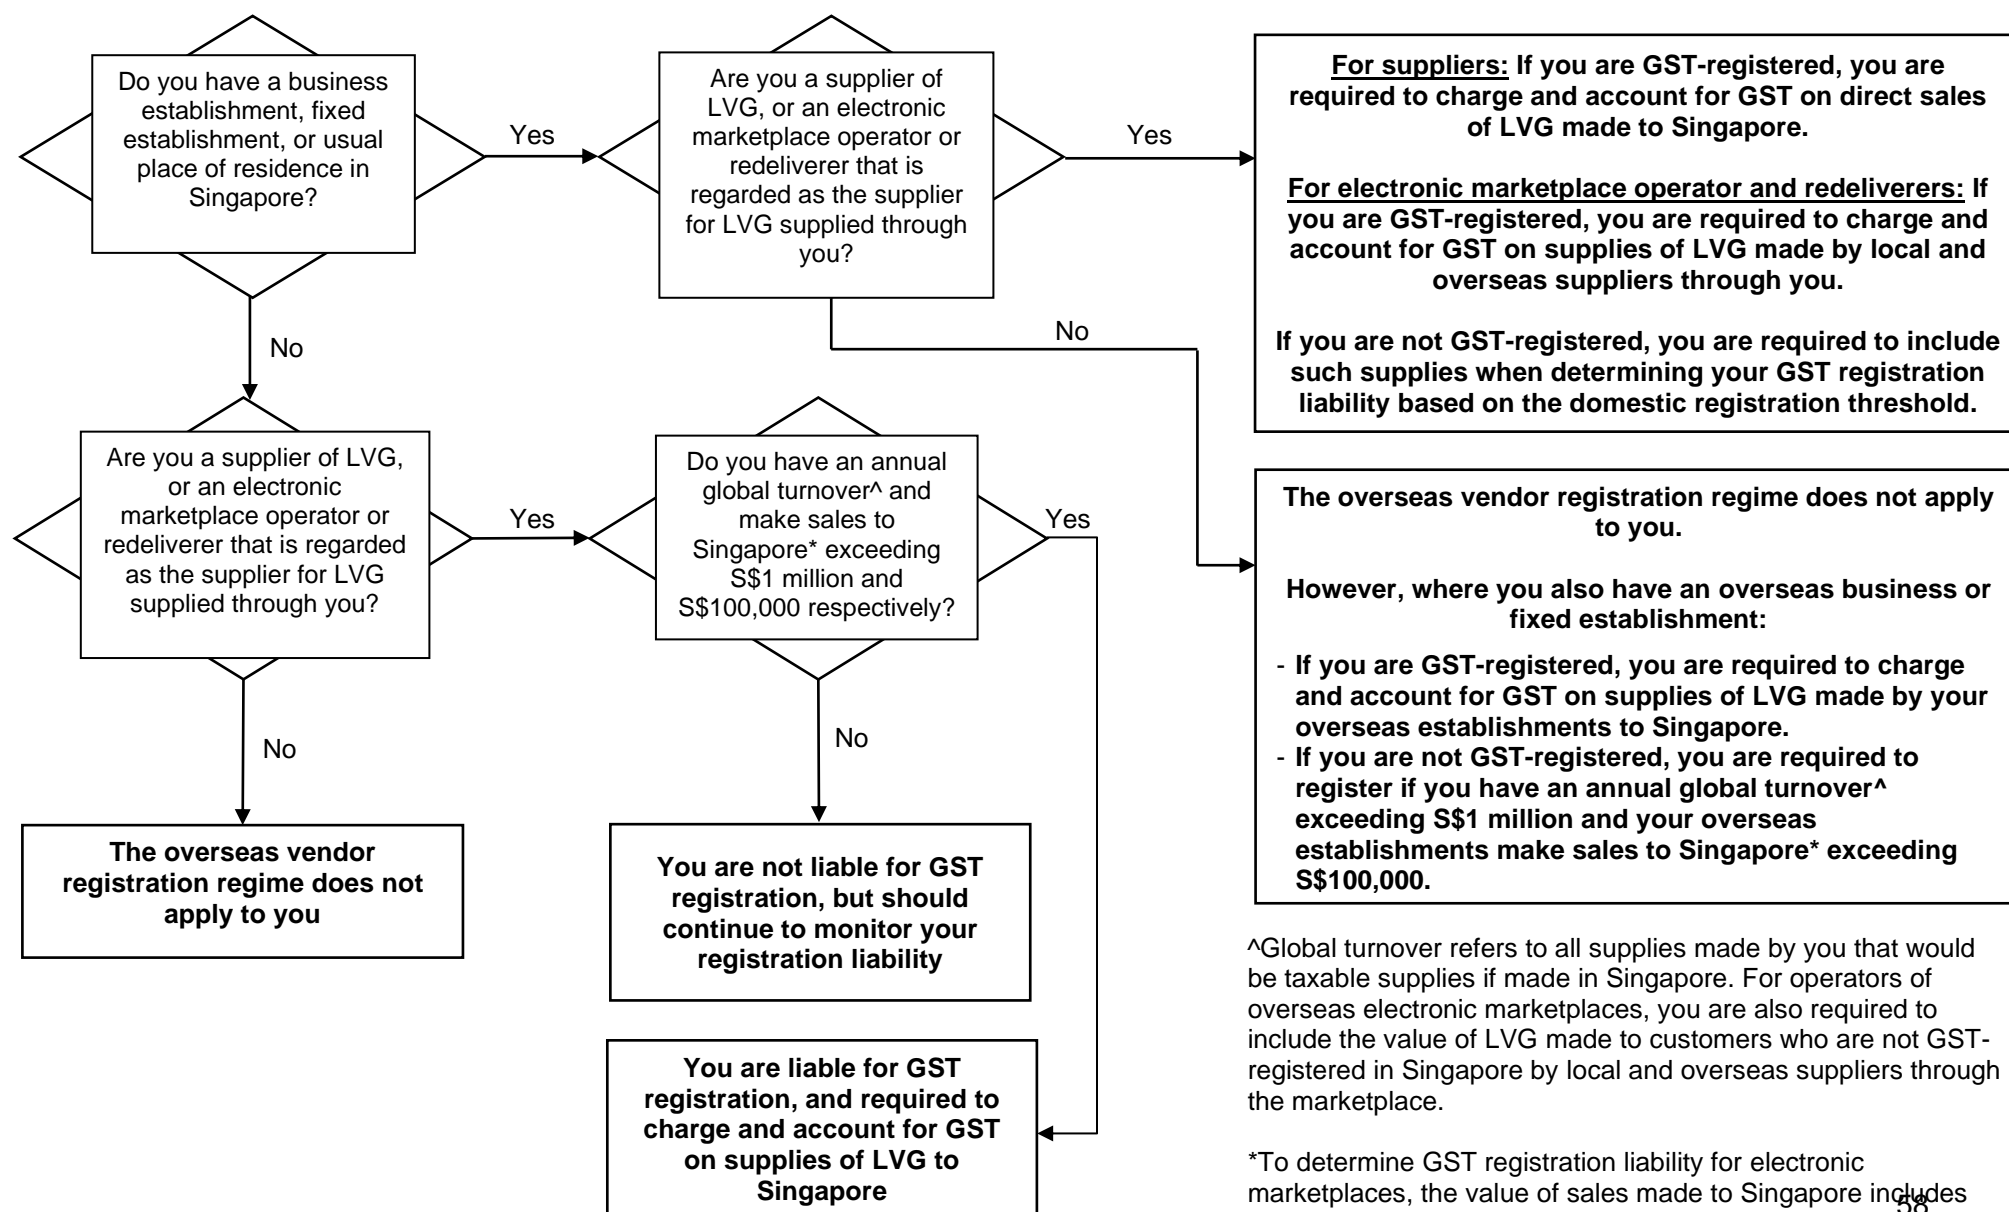 Do you have a business
establishment, fixed
establishment, or usual
place of residence in
Singapore?
Yes
Are you a supplier of
LVG, or an electronic
marketplace operator or
redeliverer that is
regarded as the supplier
for LVG supplied through
you?
Yes
For suppliers: If you are GST-registered, you are
required to charge and account for GST on direct sales
of LVG made to Singapore.
For electronic marketplace operator and redeliverers: If
you are GST-registered, you are required to charge and
account for GST on supplies of LVG made by local and
overseas suppliers through you.
If you are not GST-registered, you are required to include
such supplies when determining your GST registration
liability based on the domestic registration threshold.
No
No
Are you a supplier of LVG,
or an electronic
marketplace operator or
redeliverer that is regarded
as the supplier for LVG
supplied through you?
Yes
Do you have an annual
global turnover^ and
make sales to
Singapore* exceeding
S$1 million and
S$100,000 respectively?
Yes
The overseas vendor registration regime does not apply
to you.
However, where you also have an overseas business or
fixed establishment:
- If you are GST-registered, you are required to charge
and account for GST on supplies of LVG made by your
overseas establishments to Singapore.
- If you are not GST-registered, you are required to
register if you have an annual global turnover^
exceeding S$1 million and your overseas
establishments make sales to Singapore* exceeding
S$100,000.
No
No
The overseas vendor
registration regime does not
apply to you
You are not liable for GST
registration, but should
continue to monitor your
registration liability
You are liable for GST
registration, and required to
charge and account for GST
on supplies of LVG to
Singapore
^Global turnover refers to all supplies made by you that would
be taxable supplies if made in Singapore. For operators of
overseas electronic marketplaces, you are also required to
include the value of LVG made to customers who are not GST-
registered in Singapore by local and overseas suppliers through
the marketplace.
*To determine GST registration liability for electronic
marketplaces, the value of sales made to Singapore includes
58